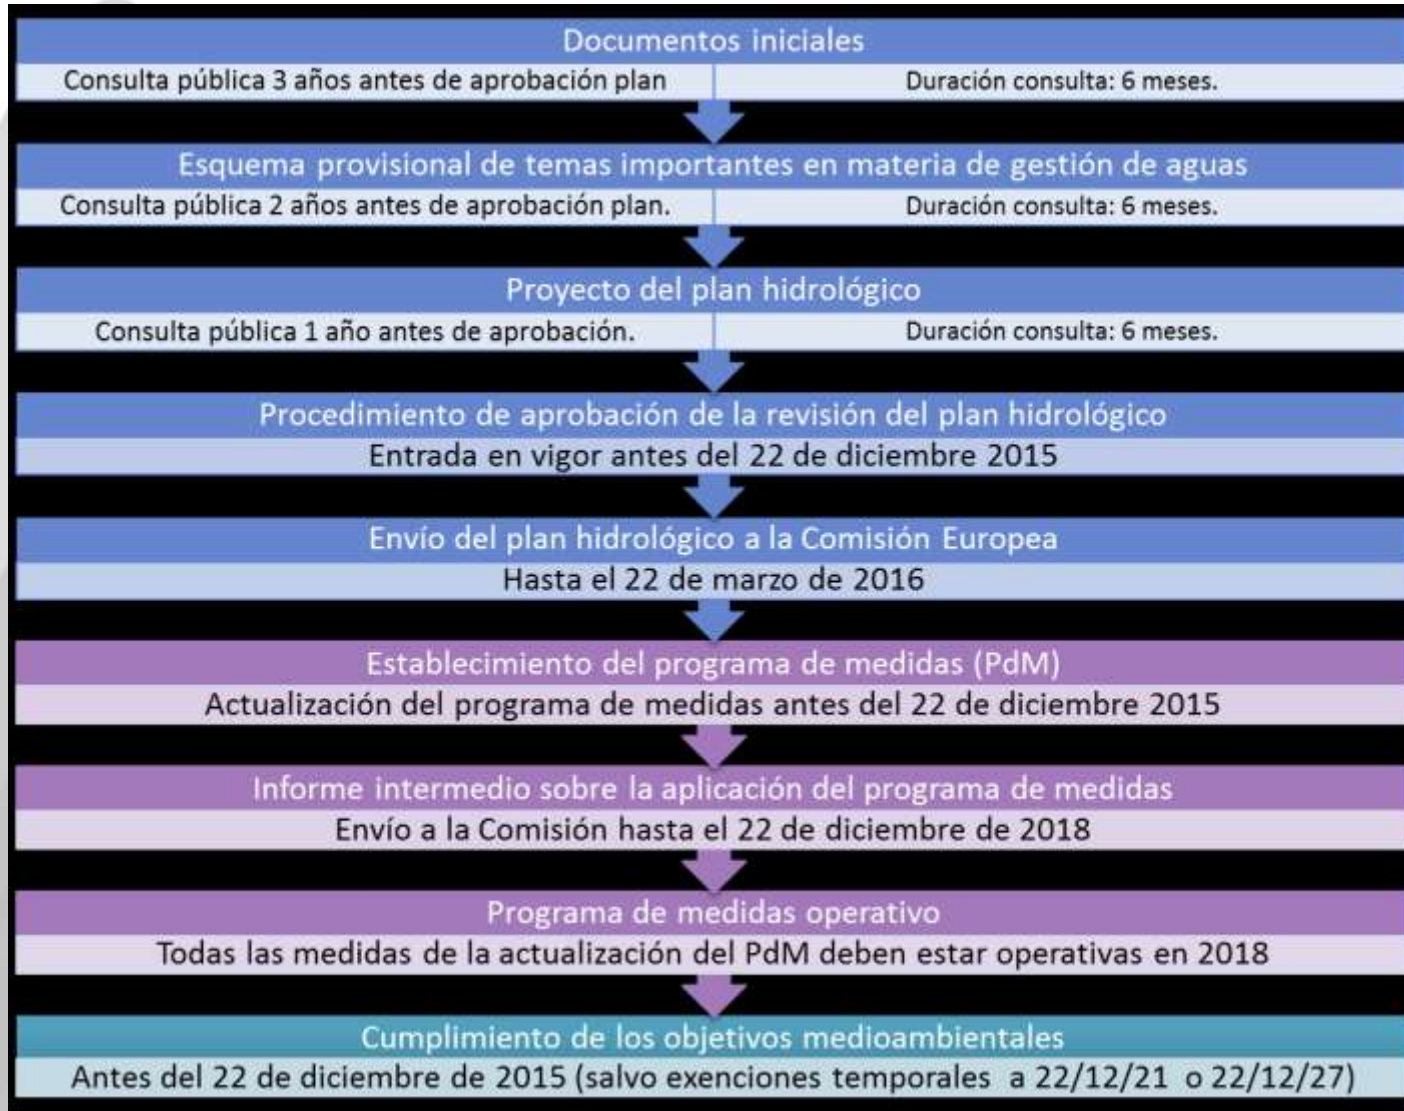 Documentos iniciales
Consulta pública 3 años antes de aprobación plan
Duración consulta: 6 meses.
Esquema provisional de temas importantes en materia de gestión de aguas
Consulta pública 2 años antes de aprobación plan.
Duración consulta: 6 meses.
Proyecto del plan hidrológico
Consulta pública 1 año antes de aprobación.
Duración consulta: 6 meses.
Procedimiento de aprobación de la revisión del plan hidrológico
Entrada en vigor antes del 22 de diciembre 2015
Envío del plan hidrológico a la Comisión Europea
Hasta el 22 de marzo de 2016
Establecimiento del programa de medidas (PdM)
Actualización del programa de medidas antes del 22 de diciembre 2015
Informe intermedio sobre la aplicación del programa de medidas
Envío a la Comisión hasta el 22 de diciembre de 2018
Programa de medidas operativo
Todas las medidas de la actualización del PdM deben estar operativas en 2018
Cumplimiento de los objetivos medioambientales
Antes del 22 de diciembre de 2015 (salvo exenciones temporales a 22/12/21 o 22/12/27)